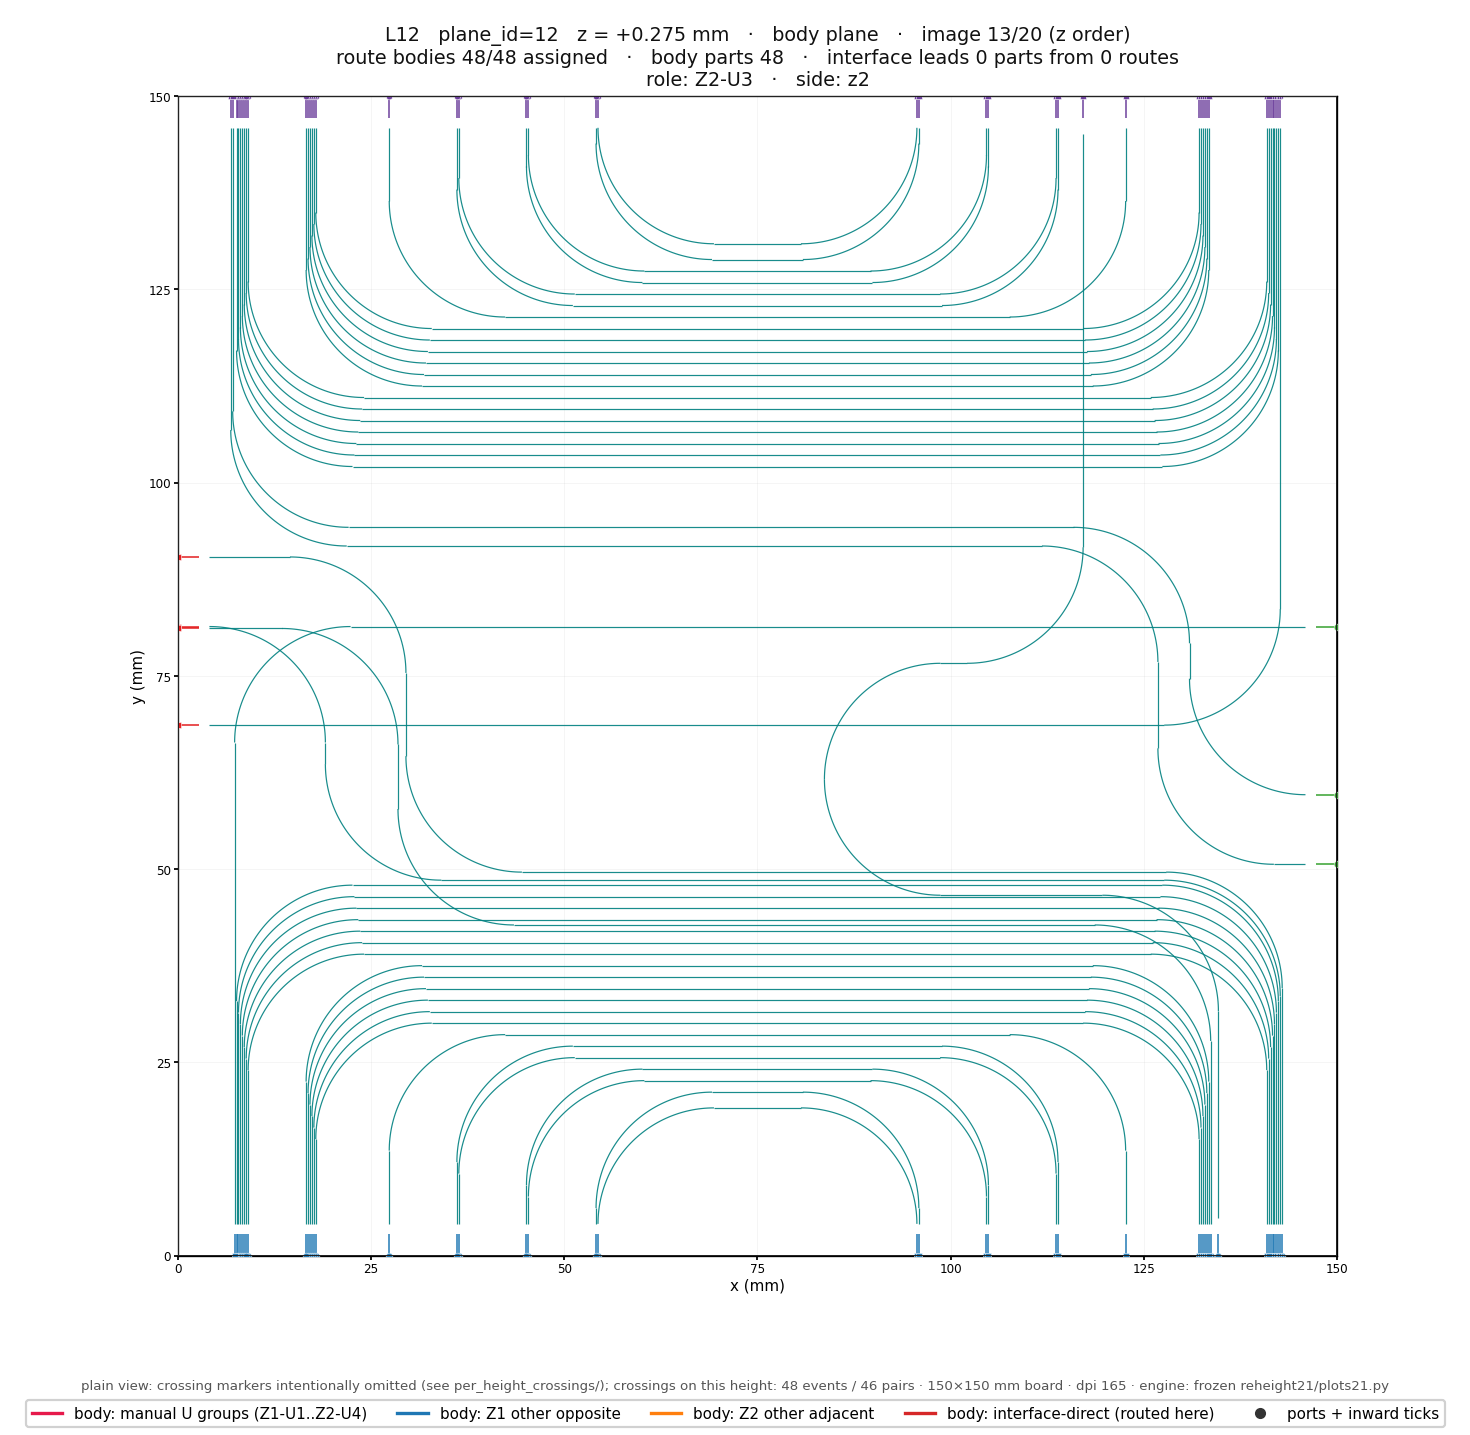 L12   plane_id=12   z = +0.275 mm   ·   body plane   ·   image 13/20 (z order)
route bodies 48/48 assigned   ·   body parts 48   ·   interface leads 0 parts from 0 routes
role: Z2-U3   ·   side: z2
150
125
100
75
50
25
0
y (mm)
0 25 50 75 100 125 150
x (mm)
plain view: crossing markers intentionally omitted (see per_height_crossings/); crossings on this height: 48 events / 46 pairs · 150×150 mm board · dpi 165 · engine: frozen reheight21/plots21.py
body: manual U groups (Z1-U1..Z2-U4) body: Z1 other opposite body: Z2 other adjacent body: interface-direct (routed here) ports + inward ticks